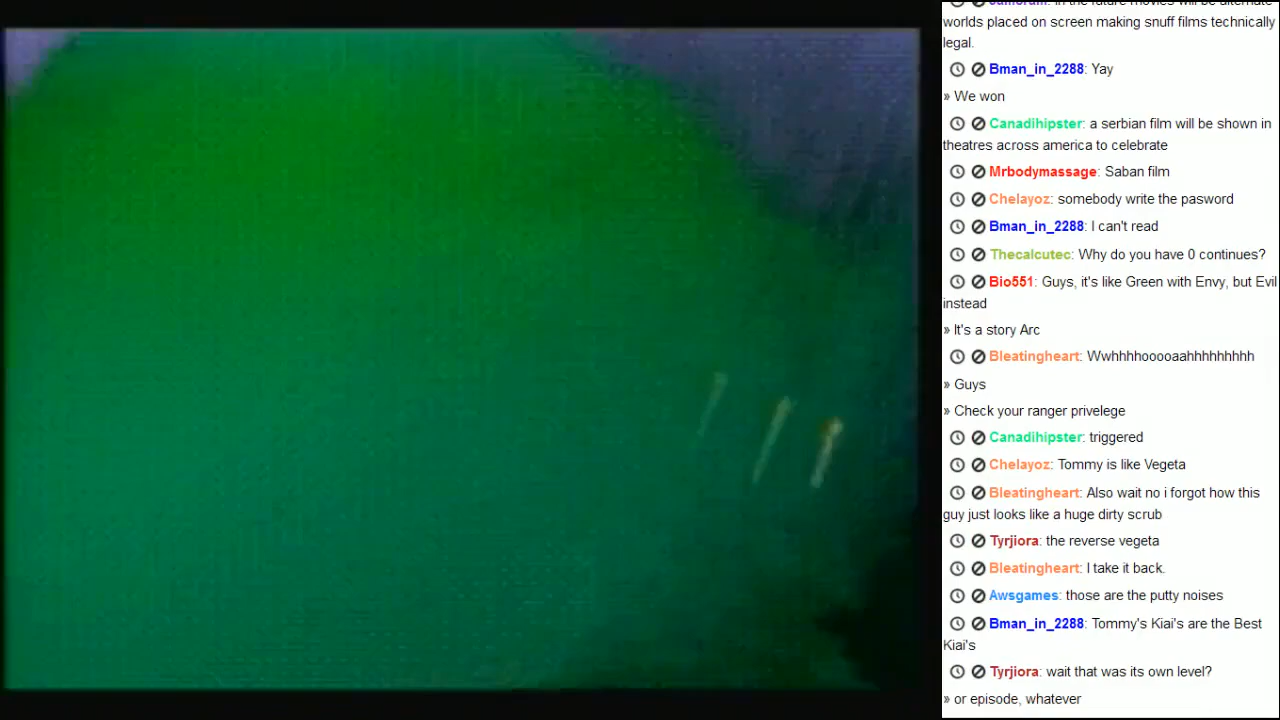 worlds placed on screen making snuff films technically
legal.
Bman_in_2288: Yay
» We won
Canadihipster: a serbian film will be shown in
theatres across america to celebrate
Mrbodymassage: Saban film
Chelayoz: somebody write the pasword
Bman_in_2288: I can't read
Thecalcutec: Why do you have 0 continues?
Bio551: Guys, it's like Green with Envy, but Evil
instead
» It's a story Arc
Bleatingheart: Wwhhhhooooaahhhhhhhhh
» Guys
» Check your ranger privelege
Canadihipster: triggered
Chelayoz: Tommy is like Vegeta
Bleatingheart: Also wait no i forgot how this
guy just looks like a huge dirty scrub
Tyrjiora: the reverse vegeta
Bleatingheart: I take it back.
Awsgames: those are the putty noises
Bman_in_2288: Tommy's Kiai's are the Best
Kiai's
Tyrjiora: wait that was its own level?
» or episode, whatever